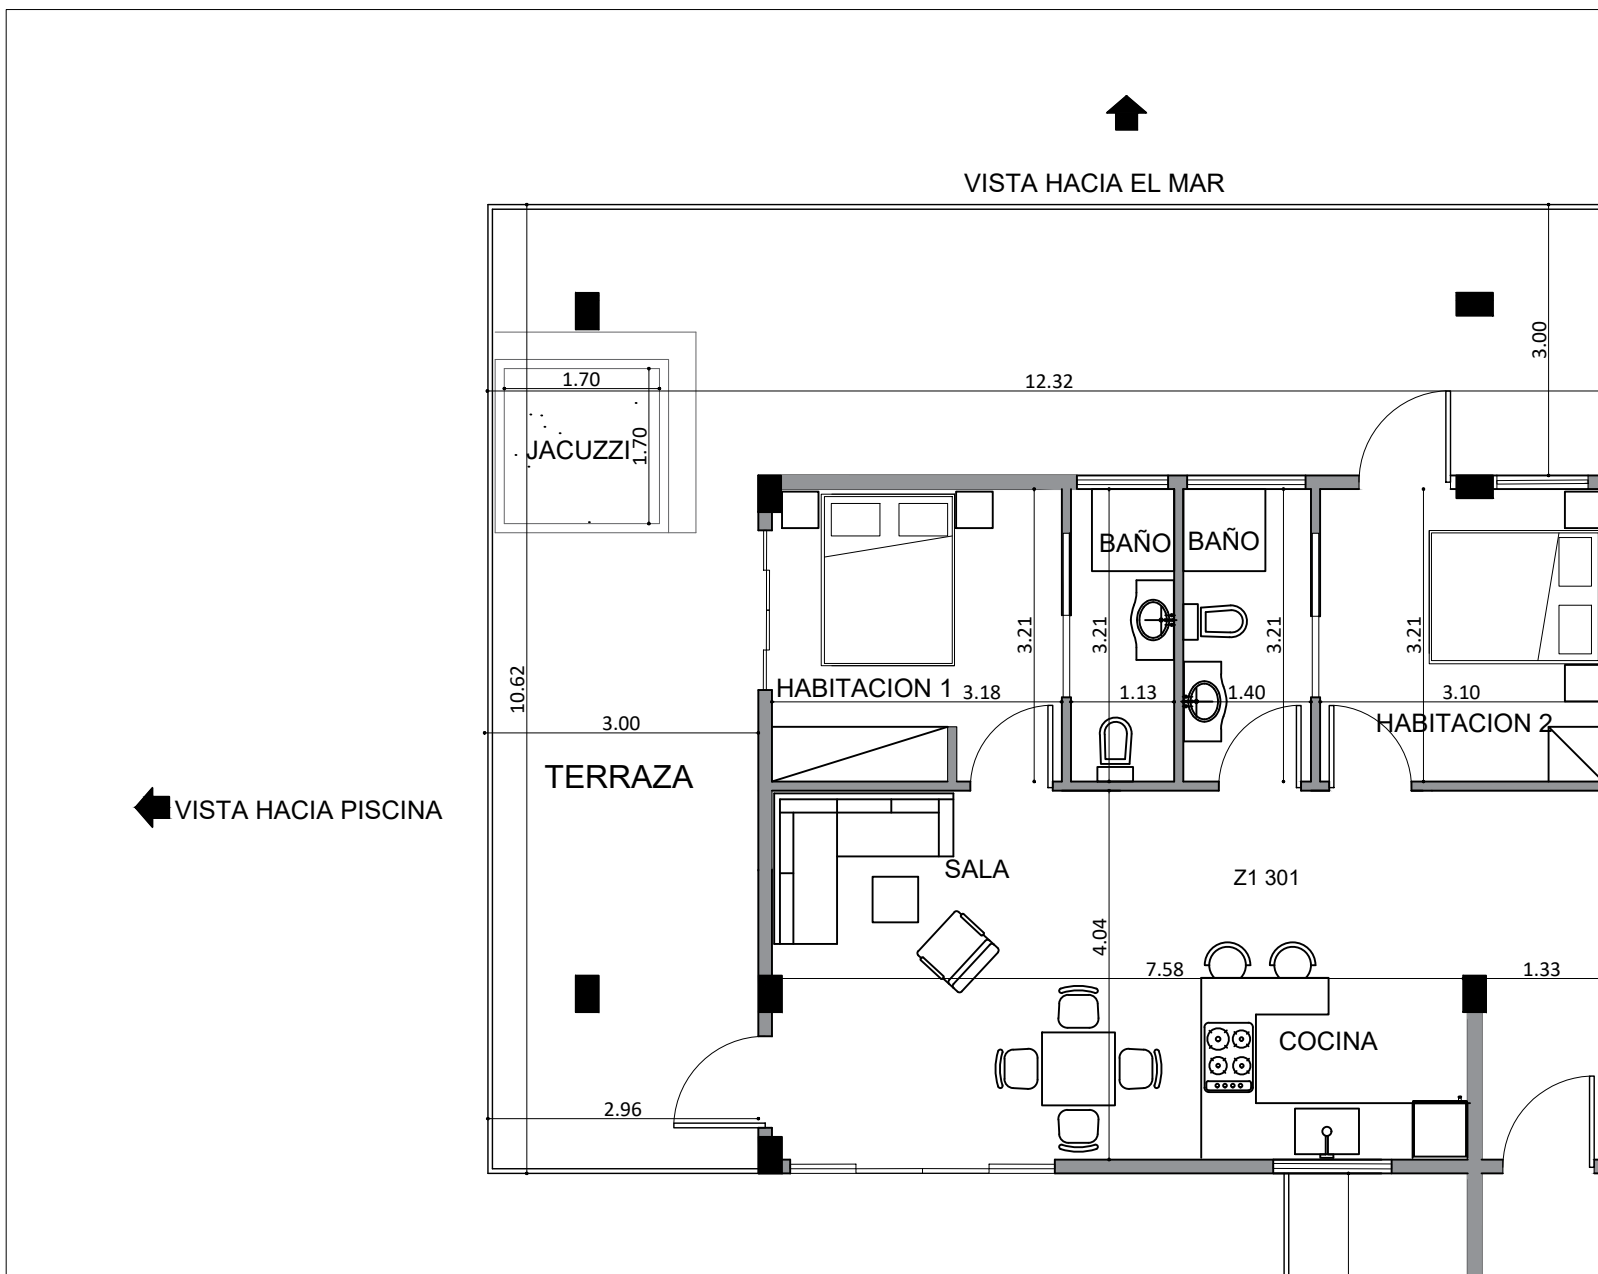 VISTA HACIA EL MAR
3.00
1.70
12.32
1.70
JACUZZI
BAÑO
BAÑO
3.21
3.21
3.21
3.21
10.62
HABITACION 1
3.18
1.13
1.40
3.10
3.00
HABITACION 2
TERRAZA
VISTA HACIA PISCINA
SALA
Z1 301
4.04
7.58
1.33
COCINA
2.96